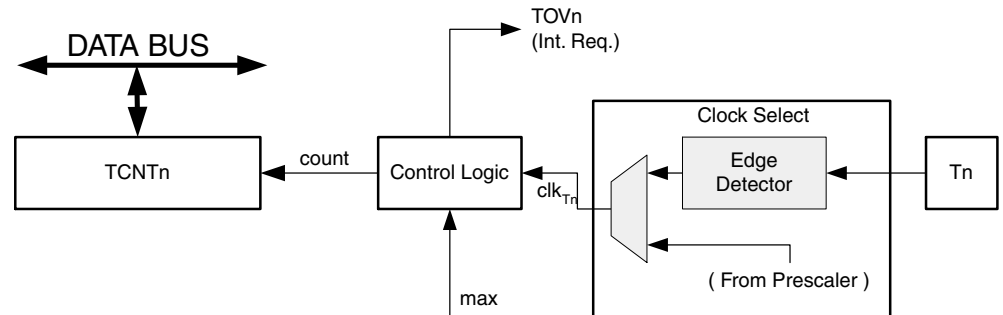 TOVn
(Int. Req.)
DATA BUS
Clock Select
TCNTn
count
Control Logic
clkTn
Edge
Detector
Tn
( From Prescaler )
max